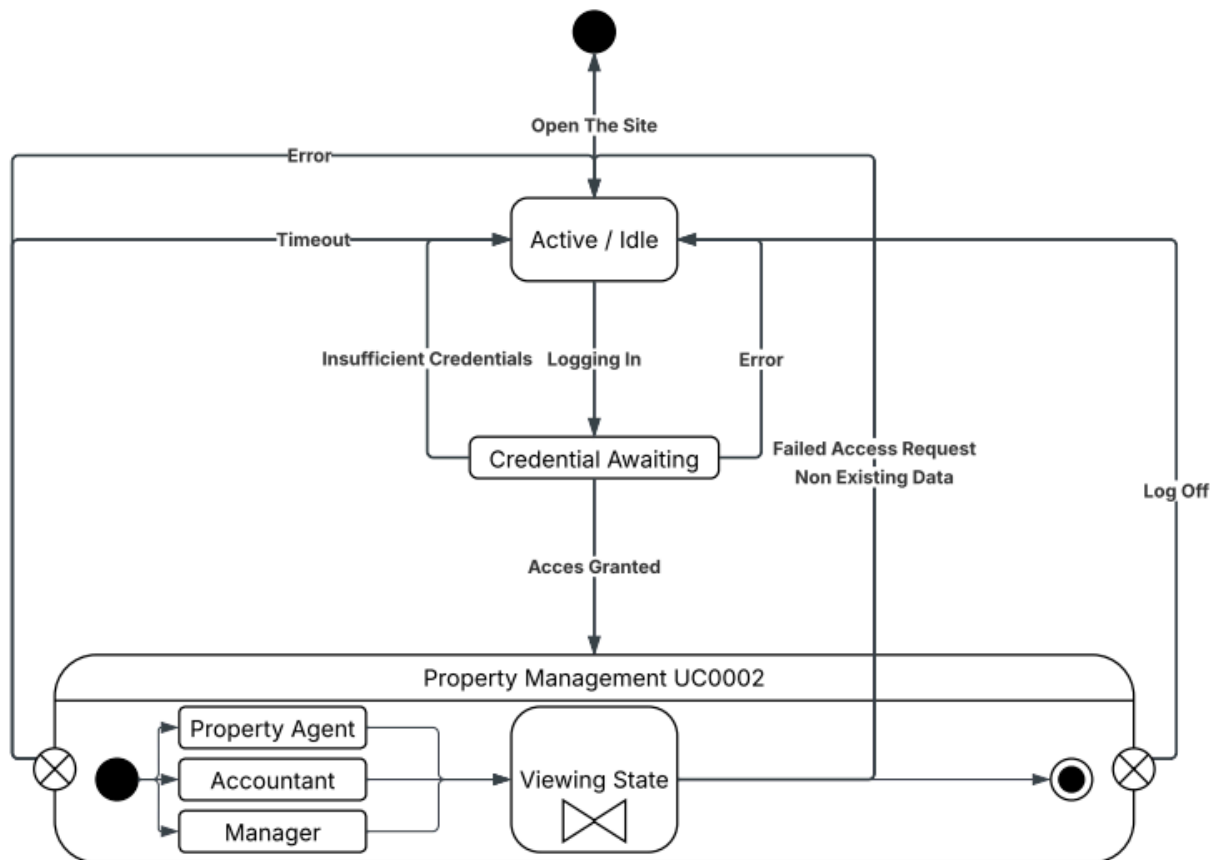 Open The Site
Error
Timeout
Active / Idle
Insufficient Credentials
Logging In
Error
Credential Awaiting
Failed Access Request
Non Existing Data
Log Off
Acces Granted
Property Management UC0002
Property Agent
Accountant
Viewing State
Manager